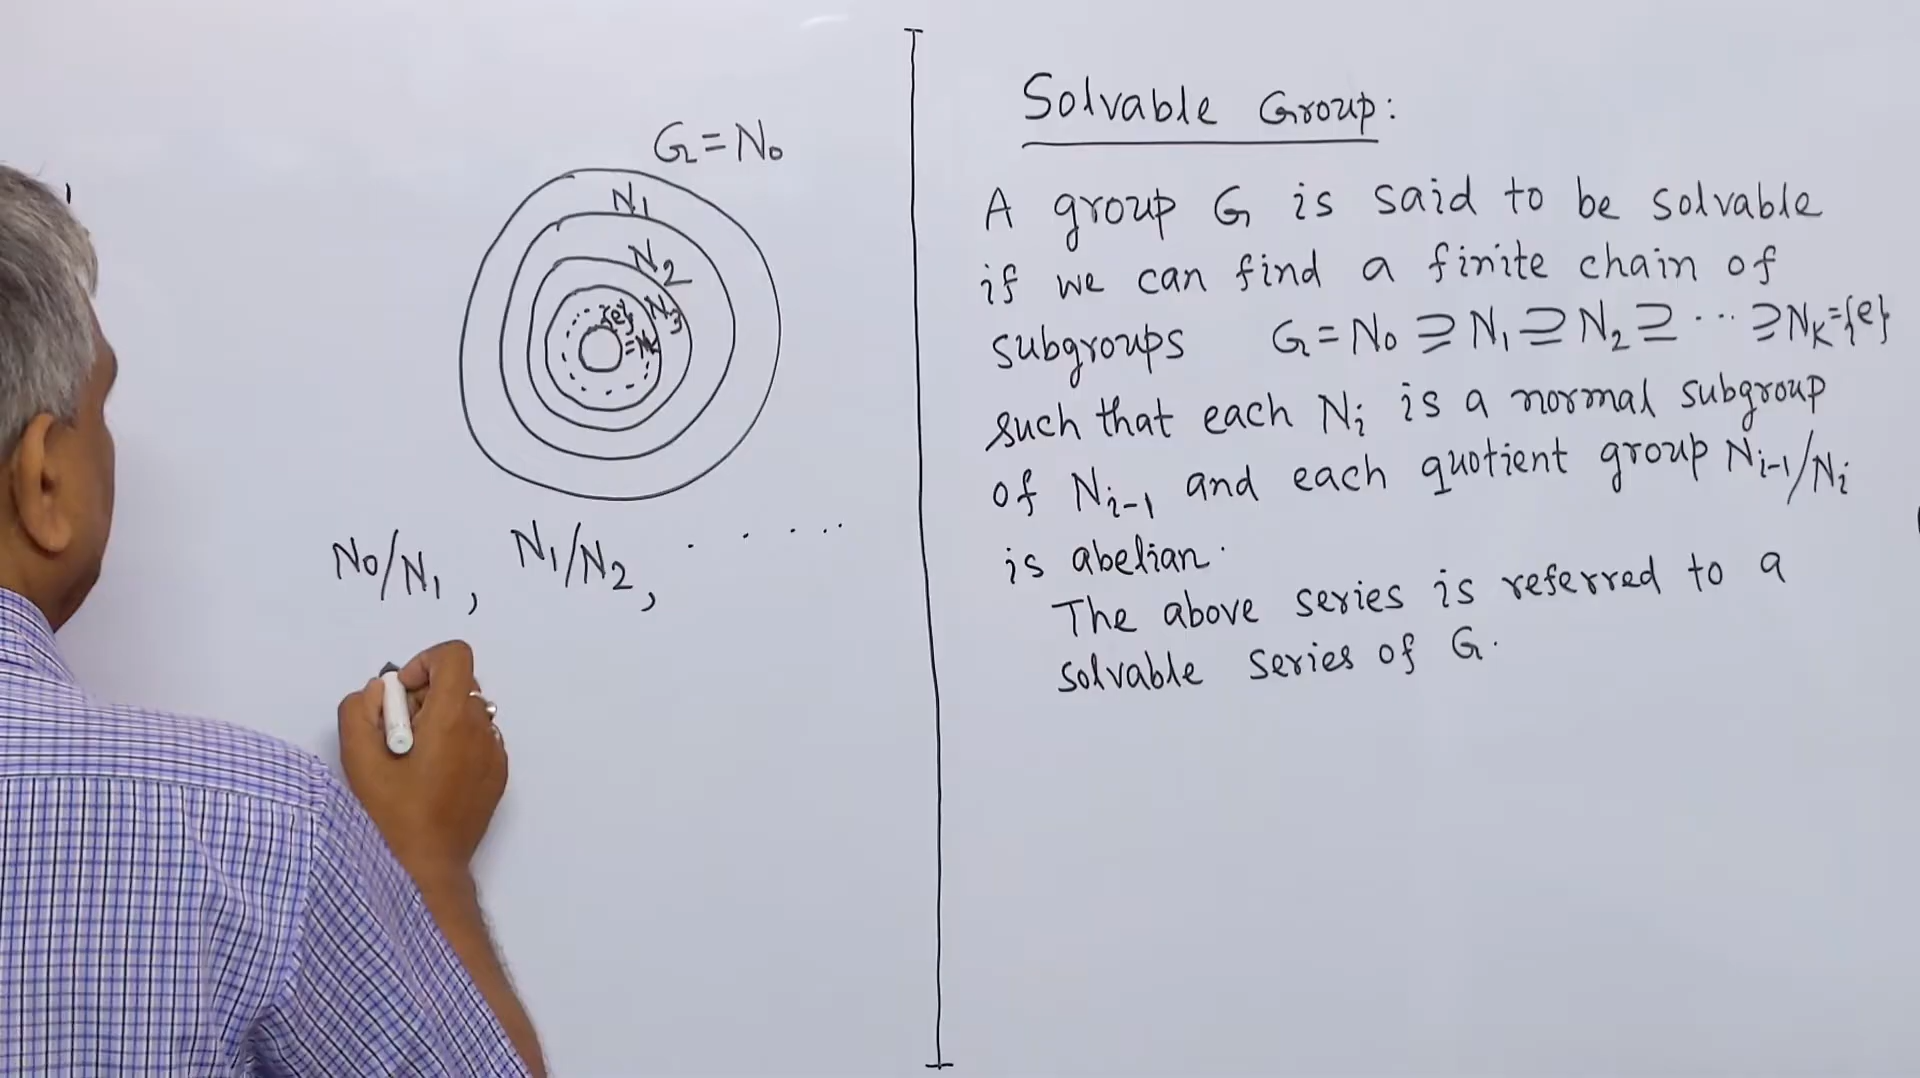 G = N₀
N₁
N₂
N₃
{e}
= Nₖ
N₀/N₁, N₁/N₂, . . . . .
Solvable Group:
A group G is said to be solvable
if we can find a finite chain of
subgroups G = N₀ ⊇ N₁ ⊇ N₂ ⊇ ... ⊇ Nₖ = {e}
such that each Nᵢ is a normal subgroup
of Nᵢ₋₁ and each quotient group Nᵢ₋₁/Nᵢ
is abelian.
The above series is referred to a
solvable series of G.